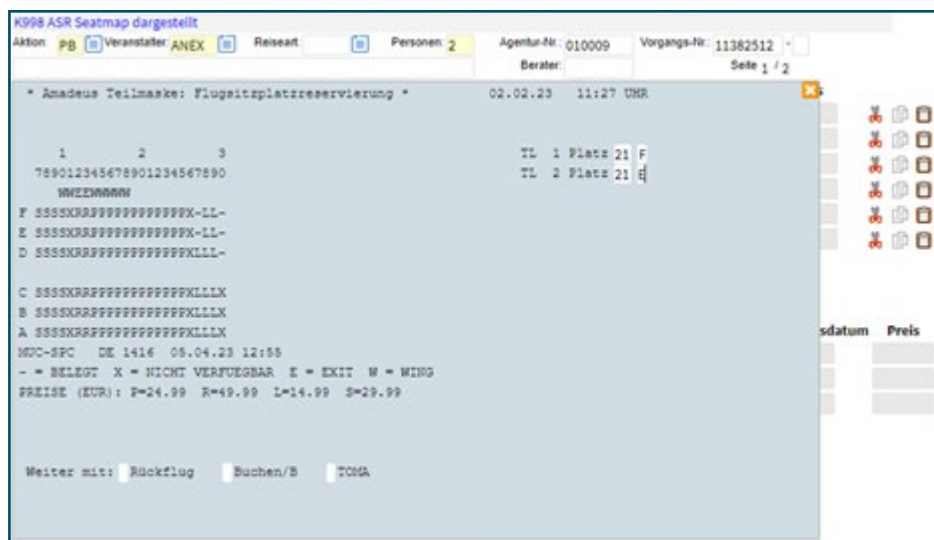 K998 ASR Seatmap dargestellt
Aktion: PB Veranstalter: ANEX Reiseart: Personen: 2 Agentur-Nr.: 010009 Vorgangs-Nr.: 11382512 -
Berater: Seite 1 / 2
* Amadeus Teilmaske: Flugsitzplatzreservierung * 02.02.23 11:27 UHR
1 2 3 TL 1 Platz 21 F
789012345678901234567890 TL 2 Platz 21 E
WWEEWWWWW
F SSSSXRRPPPPPPPPPPPPX-LL-
E SSSSXRRPPPPPPPPPPPPX-LL-
D SSSSXRRPPPPPPPPPPPPXLLL-
C SSSSXRRPPPPPPPPPPPPXLLLX
B SSSSXRRPPPPPPPPPPPPXLLLX
A SSSSXRRPPPPPPPPPPPPXLLLX
MUC-SPC DE 1416 05.04.23 12:55
- = BELEGT X = NICHT VERFUEGBAR E = EXIT W = WING
PREISE (EUR): P=24.99 R=49.99 L=14.99 S=29.99
Weiter mit: Rückflug Buchen/B TOMA
sdatum Preis